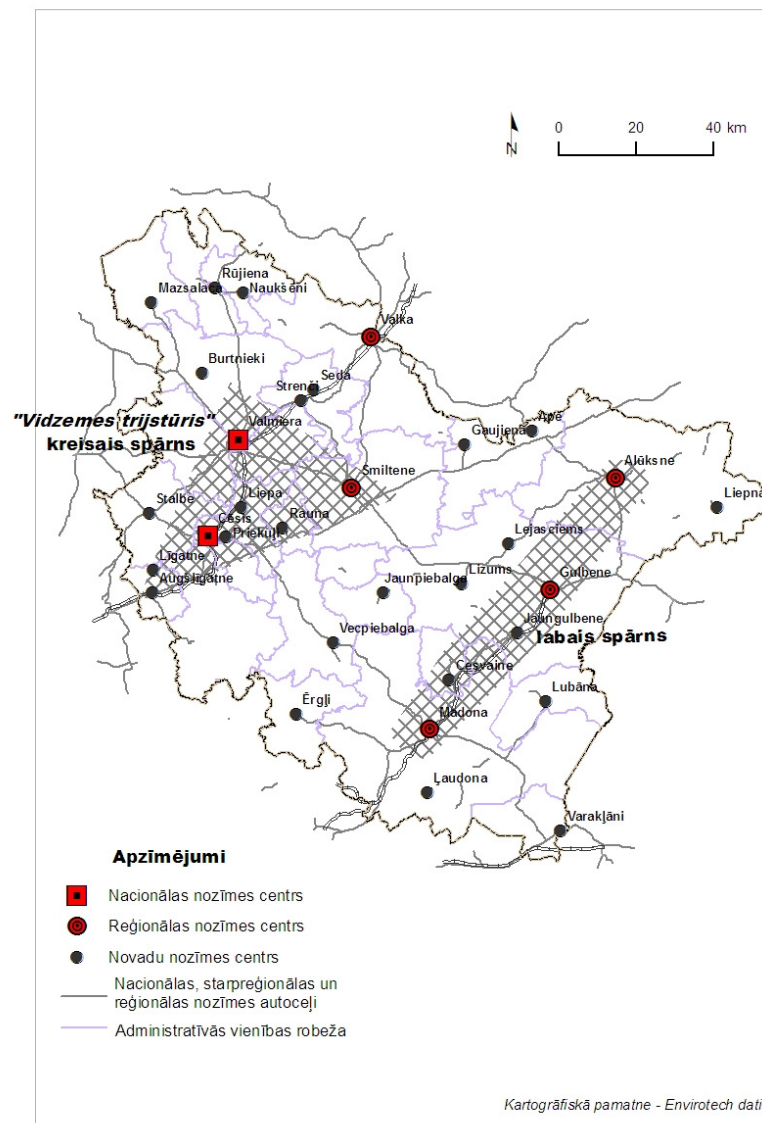 0 20 40 km
N
Rūjiena
Mazsalaca
Naukšēni
Valka
Burtnieki
Seda
Strenči
"Vidzemes trijstūris"
kreisais spārns
Valmiera
Gaujiena
Ape
Smiltene
Alūksne
Stalbe
Liepa
Liepna
Cēsis
Rauna
Priekuļi
Lejasciems
Līgatne
Augšlīgatne
Jaunpiebalga
Lizums
Gulbene
Jaungulbene
labais spārns
Vecpiebalga
Cesvaine
Lubāna
Ērgļi
Madona
Ļaudona
Varakļāni
Apzīmējumi
Nacionālas nozīmes centrs
Reģionālas nozīmes centrs
Novadu nozīmes centrs
Nacionālas, starpreģionālas un
reģionālas nozīmes autoceļi
Administratīvās vienības robeža
Kartogrāfiskā pamatne - Envirotech dati